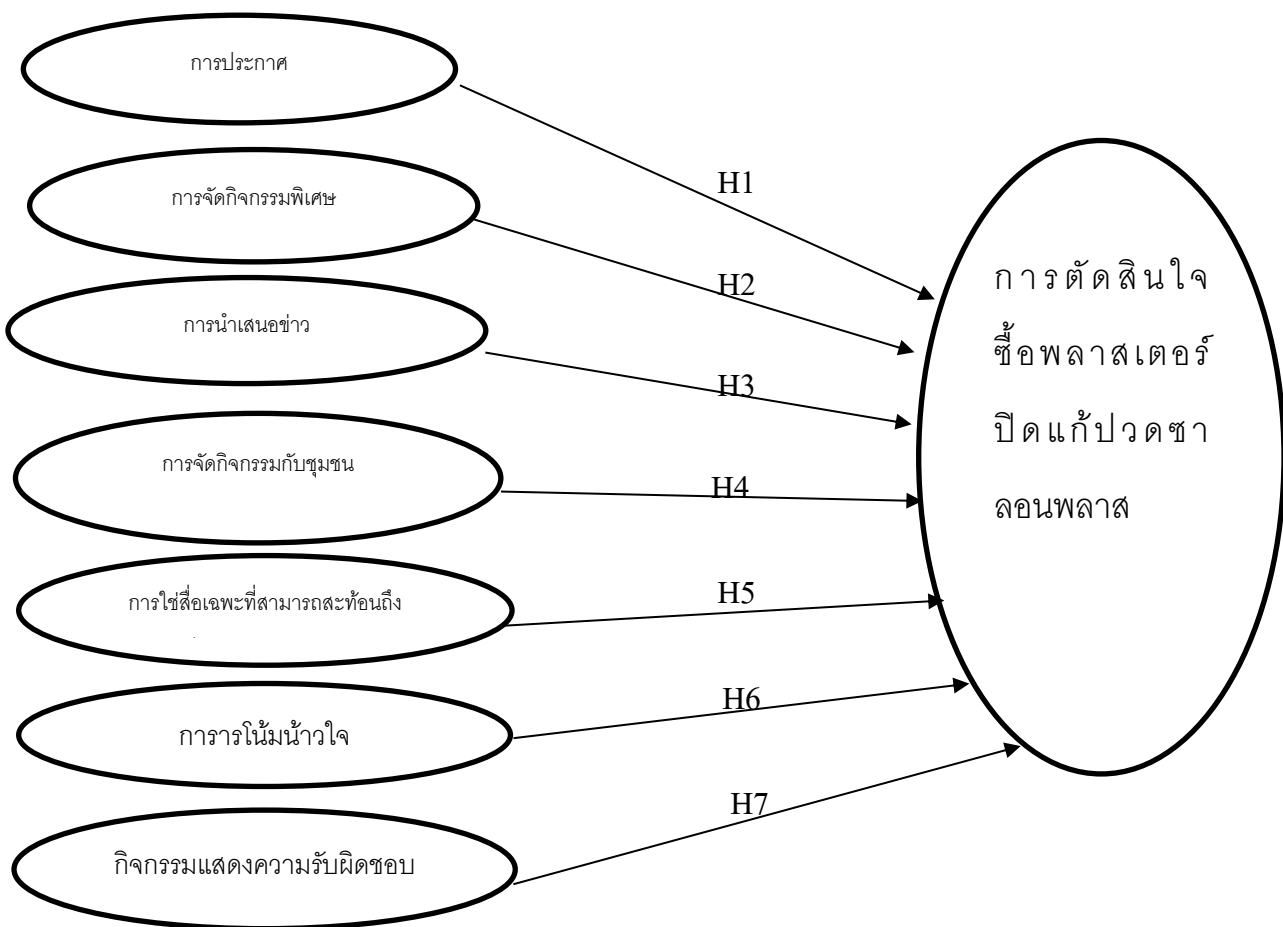 การประกาศ
H1
การจัดกิจกรรมพิเศษ
H2
การนำเสนอข่าว
H3
การจัดกิจกรรมกับชุมชน
H4
การใช่สื่อเฉพะที่สามารถสะท้อนถึง
H5
การารโน้มน้าวใจ
H6
กิจกรรมแสดงความรับผิดชอบ
H7
การตัดสินใจ
ซื้อพลาสเตอร์
ปิดแก้ปวดซา
ลอนพลาส